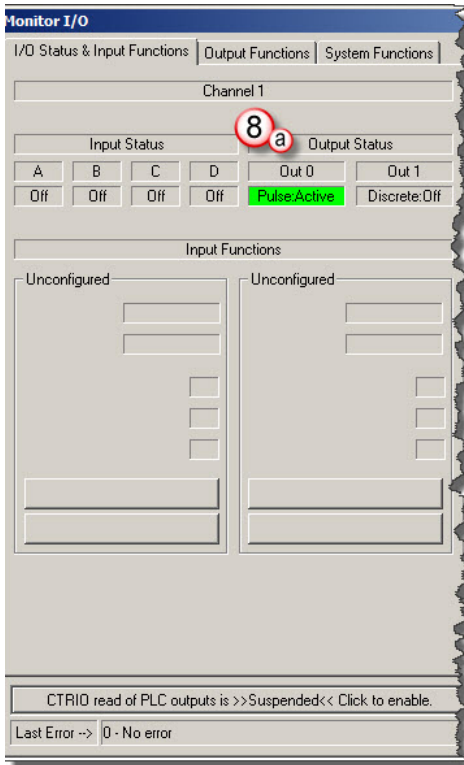 Monitor I/O
I/O Status & Input Functions Output Functions System Functions
Channel 1
8 a
Input Status Output Status
A B C D Out 0 Out 1
Off Off Off Off Pulse:Active Discrete:Off
Input Functions
Unconfigured Unconfigured
CTRIO read of PLC outputs is >>Suspended<< Click to enable.
Last Error --> 0 - No error